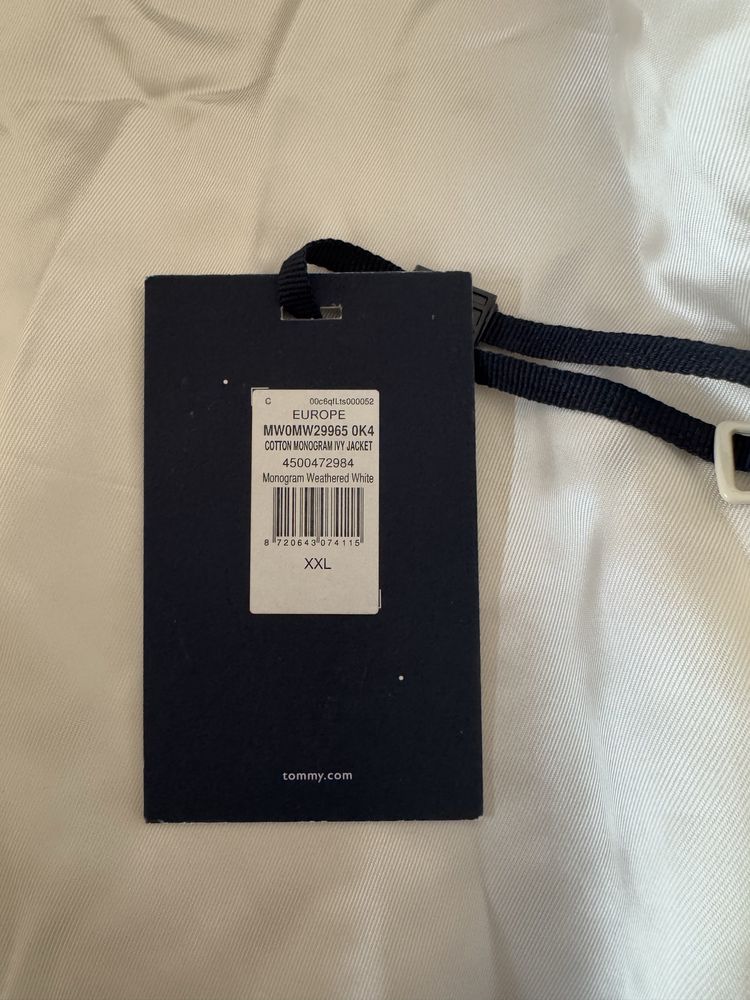 C 00c6qfLts000052
EUROPE
MW0MW29965 0K4
COTTON MONOGRAM IVY JACKET
4500472984
Monogram Weathered White
8 720643 074115
XXL
tommy.com